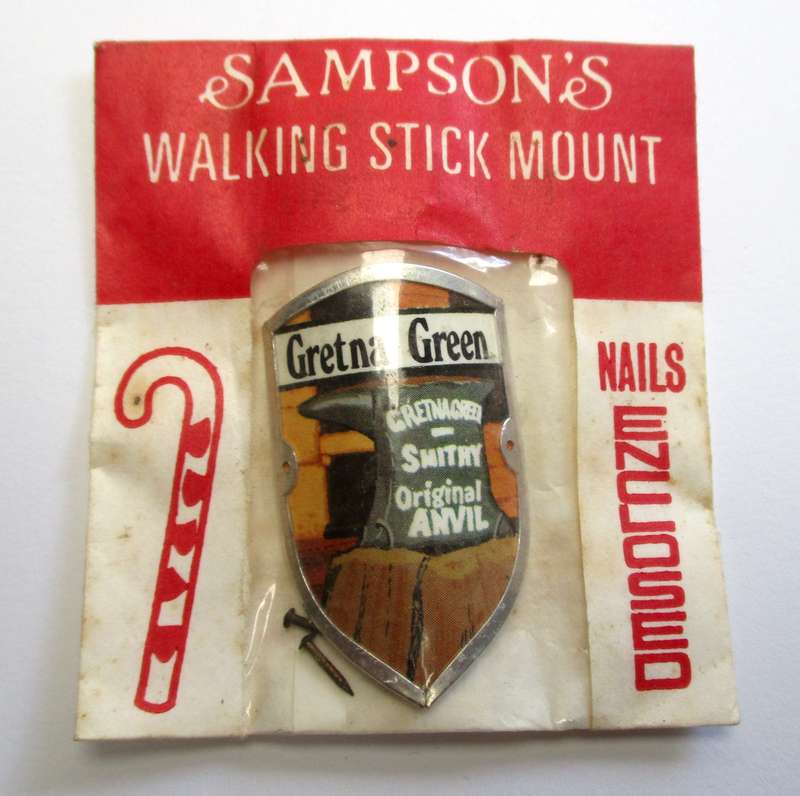 SAMPSON'S
WALKING STICK MOUNT
Gretna Green
GRETNA GREEN
—
SMITHY
Original
ANVIL
NAILS
ENCLOSED